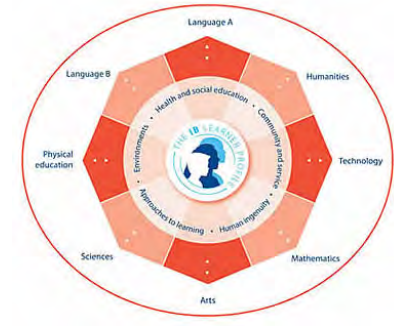 Language A
Language B
Humanities
Health and social education
Community and service
Environments
THE IB LEARNER PROFILE
Physical
education
Technology
Approaches to learning
Human ingenuity
Sciences
Mathematics
Arts